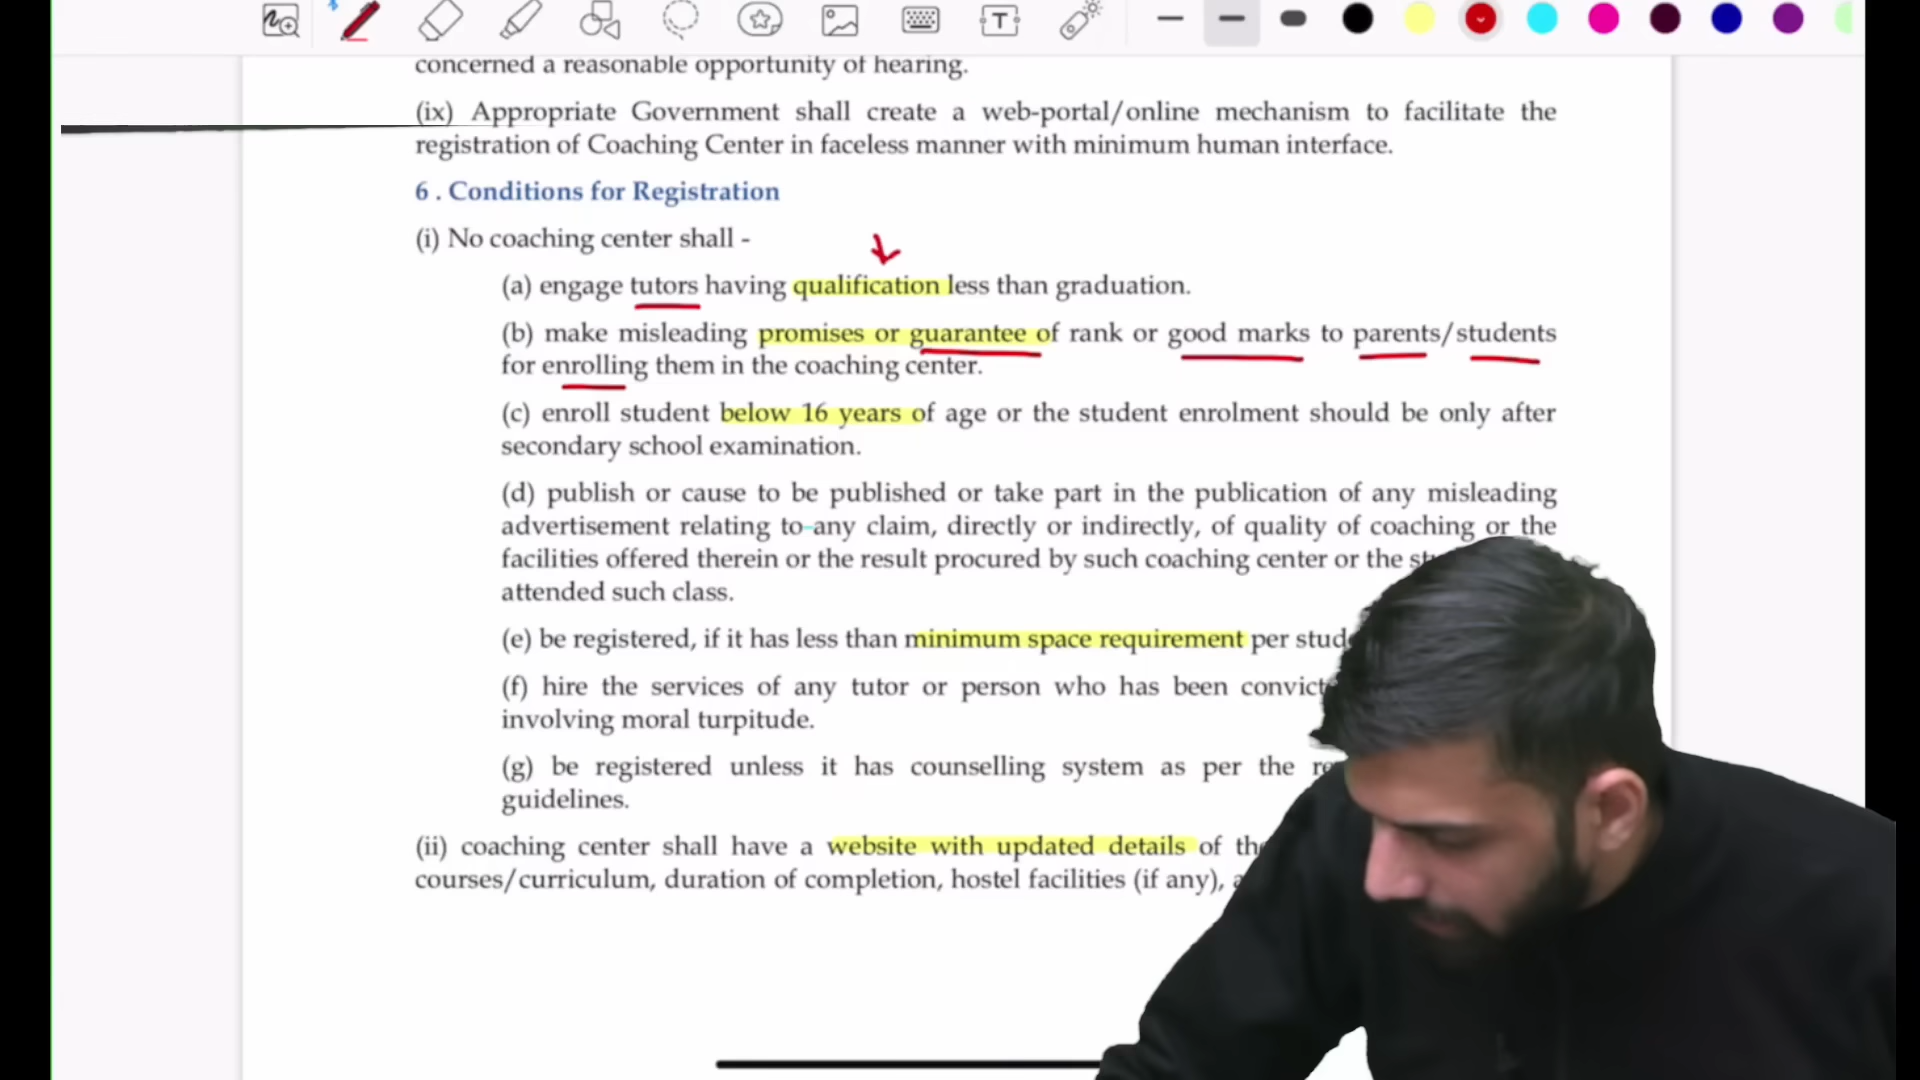 concerned a reasonable opportunity of hearing.
(ix) Appropriate Government shall create a web-portal/online mechanism to facilitate the
registration of Coaching Center in faceless manner with minimum human interface.
6 . Conditions for Registration
(i) No coaching center shall -
(a) engage tutors having qualification less than graduation.
(b) make misleading promises or guarantee of rank or good marks to parents/students
for enrolling them in the coaching center.
(c) enroll student below 16 years of age or the student enrolment should be only after
secondary school examination.
(d) publish or cause to be published or take part in the publication of any misleading
advertisement relating to any claim, directly or indirectly, of quality of coaching or the
facilities offered therein or the result procured by such coaching center or the
attended such class.
(e) be registered, if it has less than minimum space requirement per
(f) hire the services of any tutor or person who has been
involving moral turpitude.
(g) be registered unless it has counselling system as per the
guidelines.
(ii) coaching center shall have a website with updated details of
courses/curriculum, duration of completion, hostel facilities (if any),